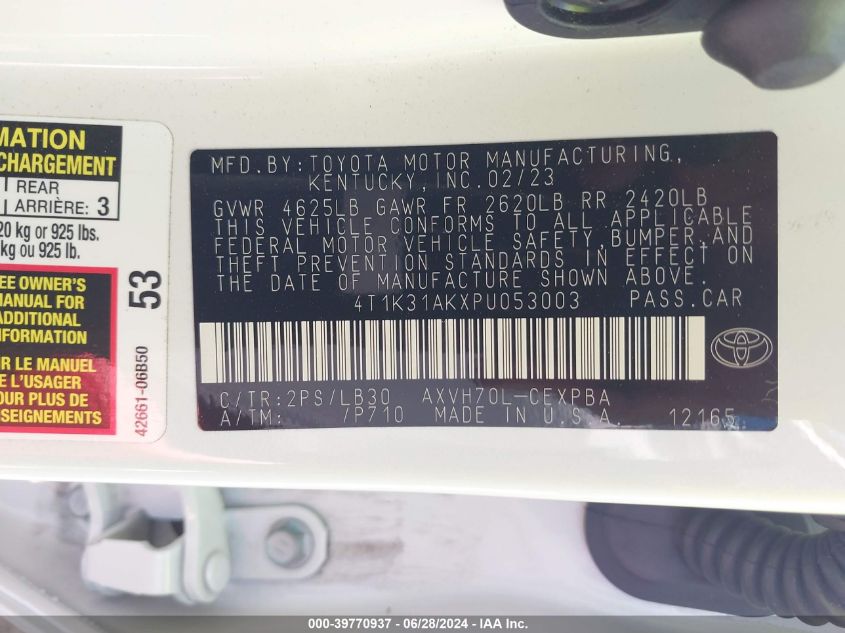 MATION
CHARGEMENT
REAR
ARRIÈRE: 3
20 kg or 925 lbs.
kg ou 925 lb.
EE OWNER'S
MANUAL FOR
ADDITIONAL
INFORMATION
IR LE MANUEL
E L'USAGER
POUR PLUS DE
SEIGNEMENTS
53
42661-06B50
MFD.BY:TOYOTA MOTOR MANUFACTURING,
KENTUCKY,INC.02/23
GVWR 4625LB GAWR FR 2620LB RR 2420LB
THIS VEHICLE CONFORMS TO ALL APPLICABLE
FEDERAL MOTOR VEHICLE SAFETY,BUMPER,AND
THEFT PREVENTION STANDARDS IN EFFECT ON
THE DATE OF MANUFACTURE SHOWN ABOVE.
4T1K31AKXPU053003 PASS.CAR
C/TR:2PS/LB30 AXVH70L-CEXPBA
A/TM: /P710 MADE IN U.S.A. 12165
000-39770937 - 06/28/2024 - IAA Inc.